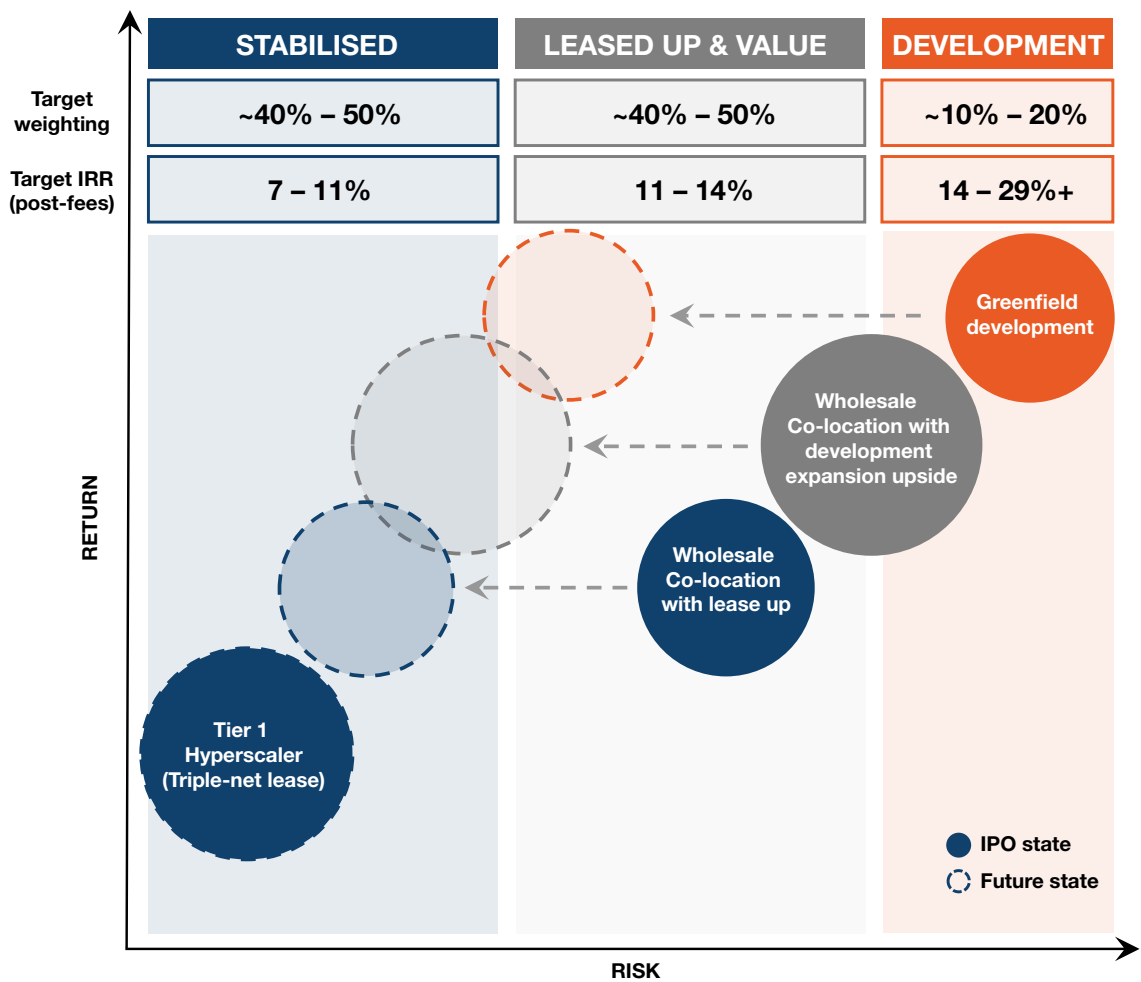 STABILISED
LEASED UP & VALUE
DEVELOPMENT
Target
weighting
~40% – 50%
~40% – 50%
~10% – 20%
Target IRR
(post-fees)
7 – 11%
11 – 14%
14 – 29%+
Greenfield
development
Wholesale
Co-location with
development
expansion upside
RETURN
Wholesale
Co-location
with lease up
Tier 1
Hyperscaler
(Triple-net lease)
IPO state
Future state
RISK